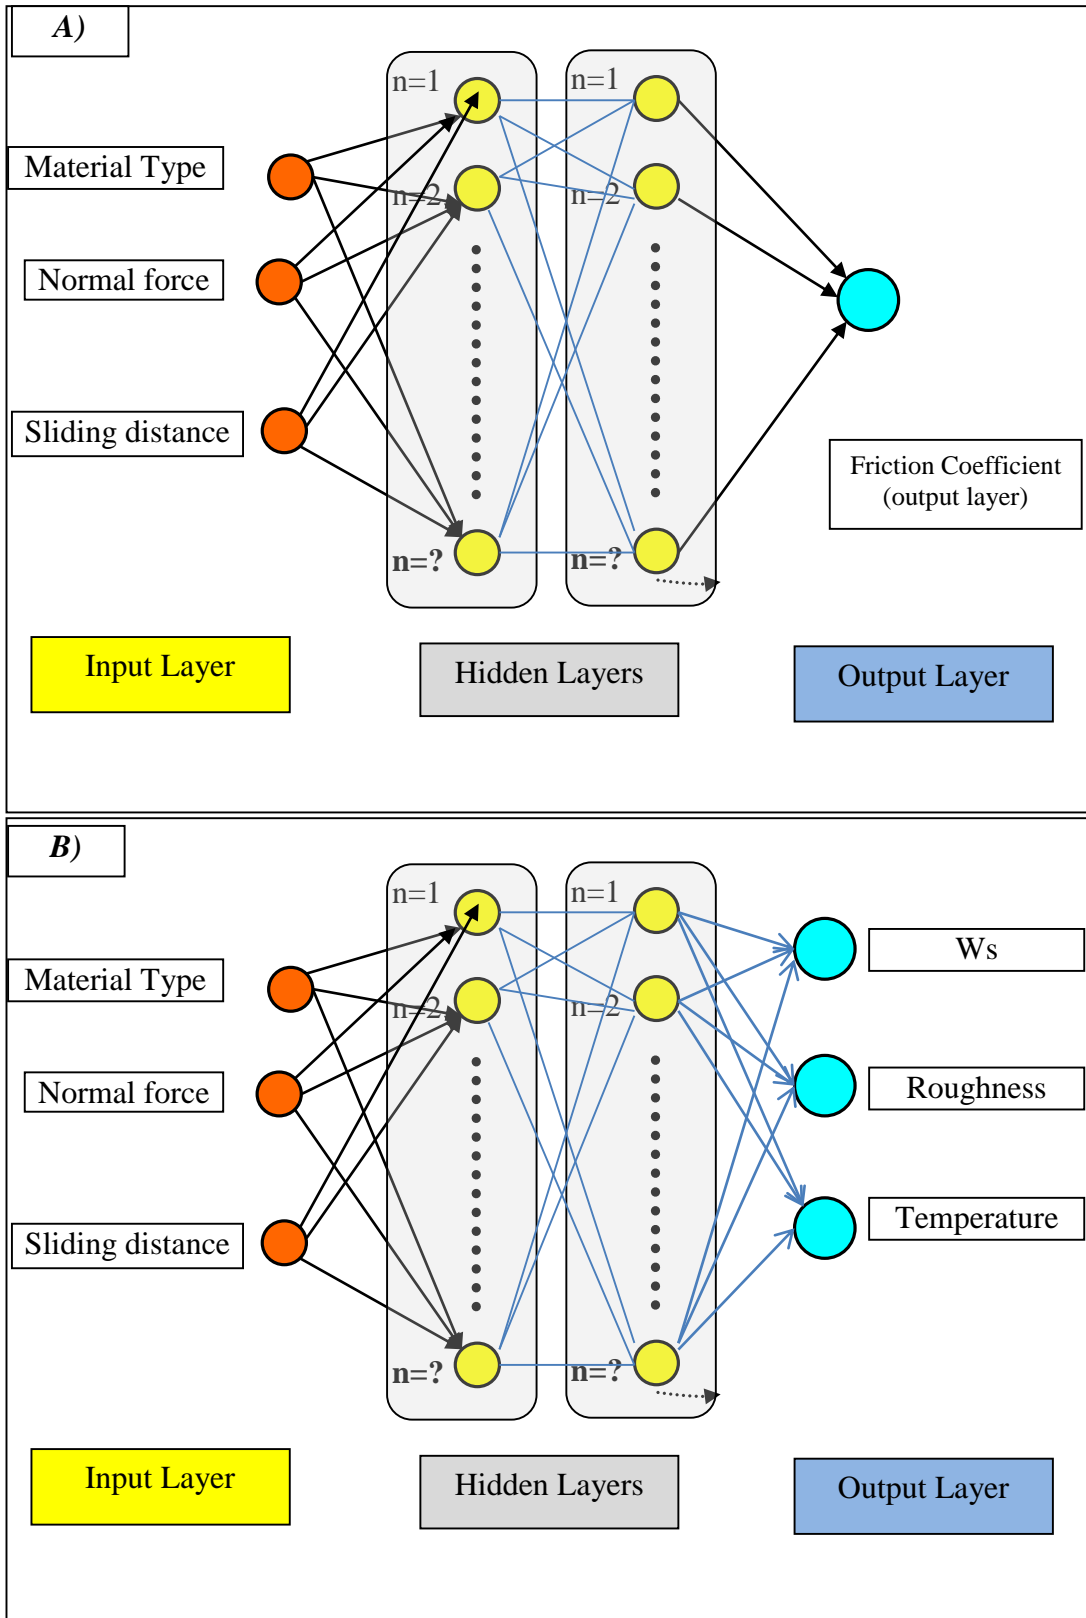 A)
n=1
n=1
Material Type
n=2
n=2
Normal force
Sliding distance
Friction Coefficient
(output layer)
n=?
n=?
Input Layer
Hidden Layers
Output Layer
B)
n=1
n=1
Ws
Material Type
n=2
n=2
Normal force
Roughness
Sliding distance
Temperature
n=?
n=?
Input Layer
Hidden Layers
Output Layer